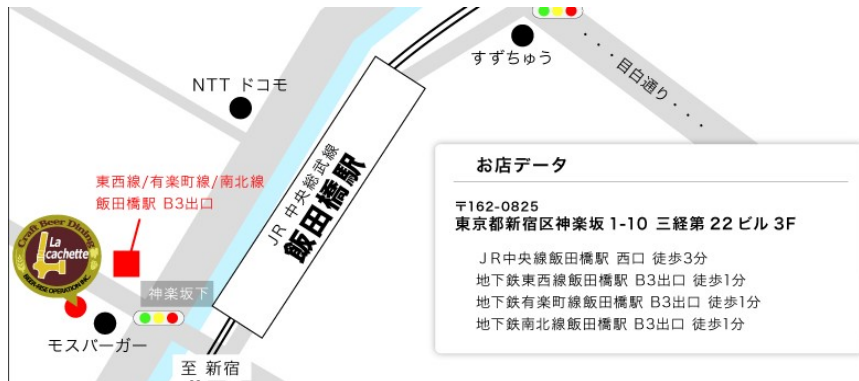 すずちゅう
・・・目白通り・・・
NTT ドコモ
JR 中央総武線
飯田橋駅
東西線/有楽町線/南北線
飯田橋駅 B3出口
Craft Beer Dining
La
cachette
BEER-RISE OPERATION INC.
神楽坂下
モスバーガー
至 新宿
お店データ
〒162-0825
東京都新宿区神楽坂 1-10 三経第 22 ビル 3F
JR中央線飯田橋駅 西口 徒歩3分
地下鉄東西線飯田橋駅 B3出口 徒歩1分
地下鉄有楽町線飯田橋駅 B3出口 徒歩1分
地下鉄南北線飯田橋駅 B3出口 徒歩1分